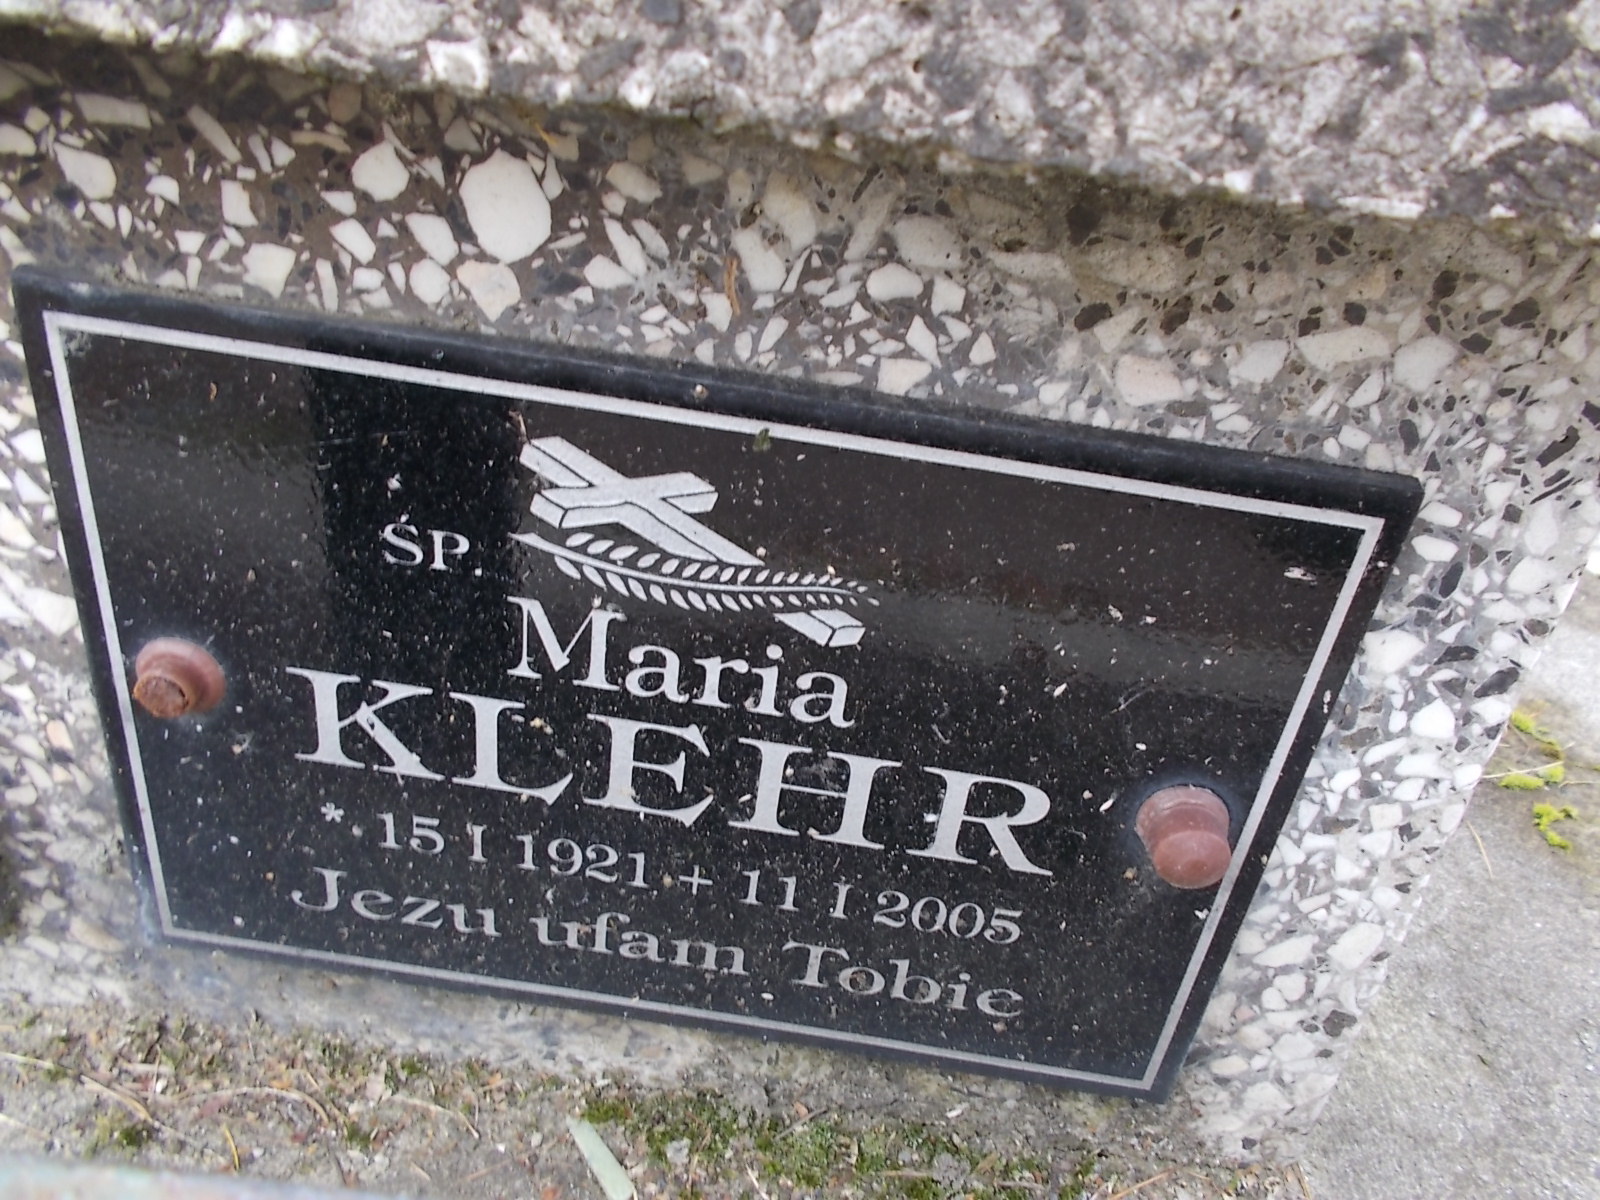 ŚP.
Maria
KLEHR
* 15 I 1921 + 11 I 2005
Jezu ufam Tobie